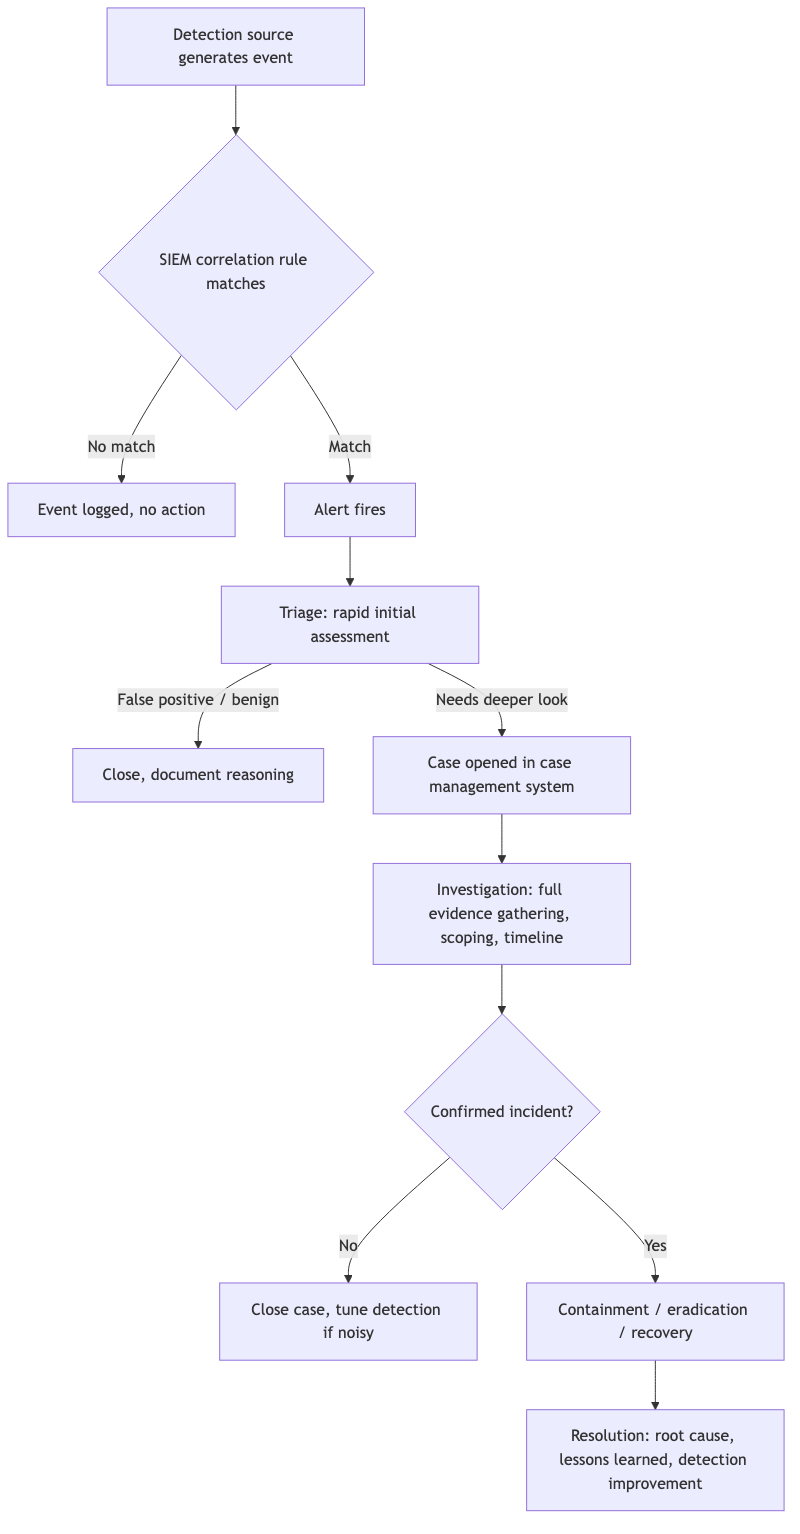 Detection source
generates event
SIEM correlation rule
matches
No match
Match
Event logged, no action
Alert fires
Triage: rapid initial
assessment
False positive / benign
Needs deeper look
Close, document reasoning
Case opened in case
management system
Investigation: full
evidence gathering,
scoping, timeline
Confirmed incident?
No
Yes
Close case, tune detection
if noisy
Containment / eradication
/ recovery
Resolution: root cause,
lessons learned, detection
improvement